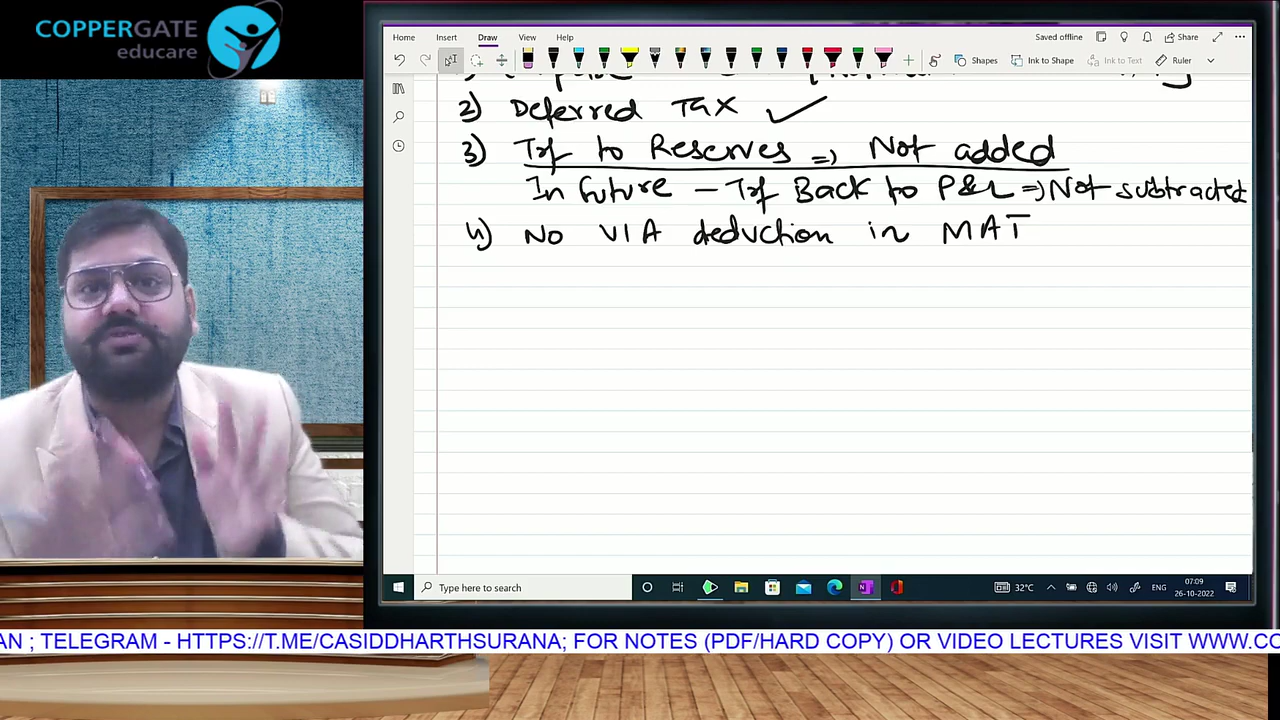 COPPERGATE
educare
Home Insert Draw View Help
Saved offline
Share
Shapes
Ink to Shape
Ink to Text
Ruler
2) Deferred Tax ✓
3) Trf to Reserves => Not added
In future - Trf Back to P&L => Not subtracted
4) No VIA deduction in MAT
Type here to search
32°C
ENG
07:09
26-10-2022
AN ; TELEGRAM - HTTPS://T.ME/CASIDDHARTHSURANA; FOR NOTES (PDF/HARD COPY) OR VIDEO LECTURES VISIT WWW.CO